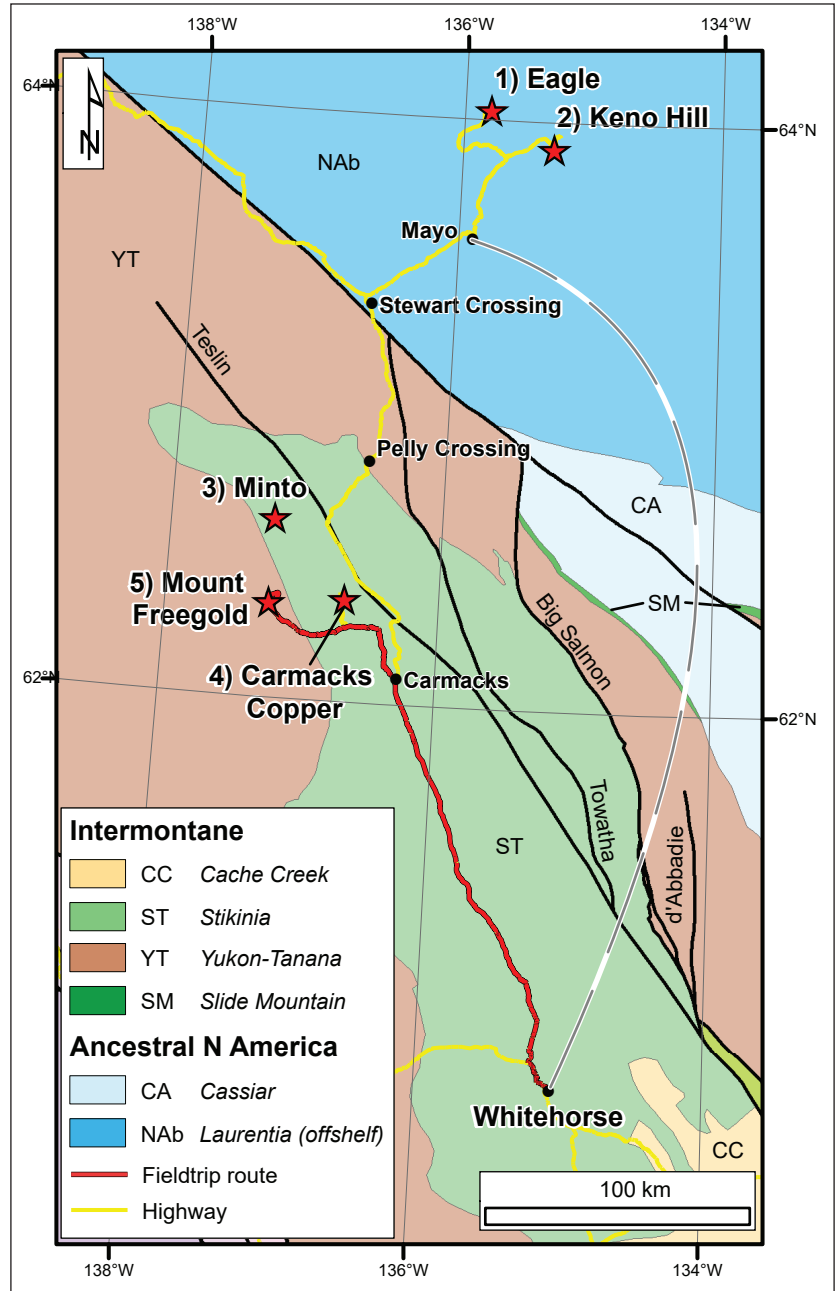 138°W
136°W
64°N
N
1) Eagle
2) Keno Hill
64°N
NAb
Mayo
YT
Stewart Crossing
Teslin
Pelly Crossing
3) Minto
CA
5) Mount
Freegold
SM
Big Salmon
4) Carmacks
Copper
Carmacks
62°N
62°N
Towatha
d'Abbadie
ST
Intermontane
CC Cache Creek
ST Stikinia
YT Yukon-Tanana
SM Slide Mountain
Ancestral N America
CA Cassiar
NAb Laurentia (offshelf)
Fieldtrip route
Highway
Whitehorse
CC
100 km
138°W
136°W
134°W